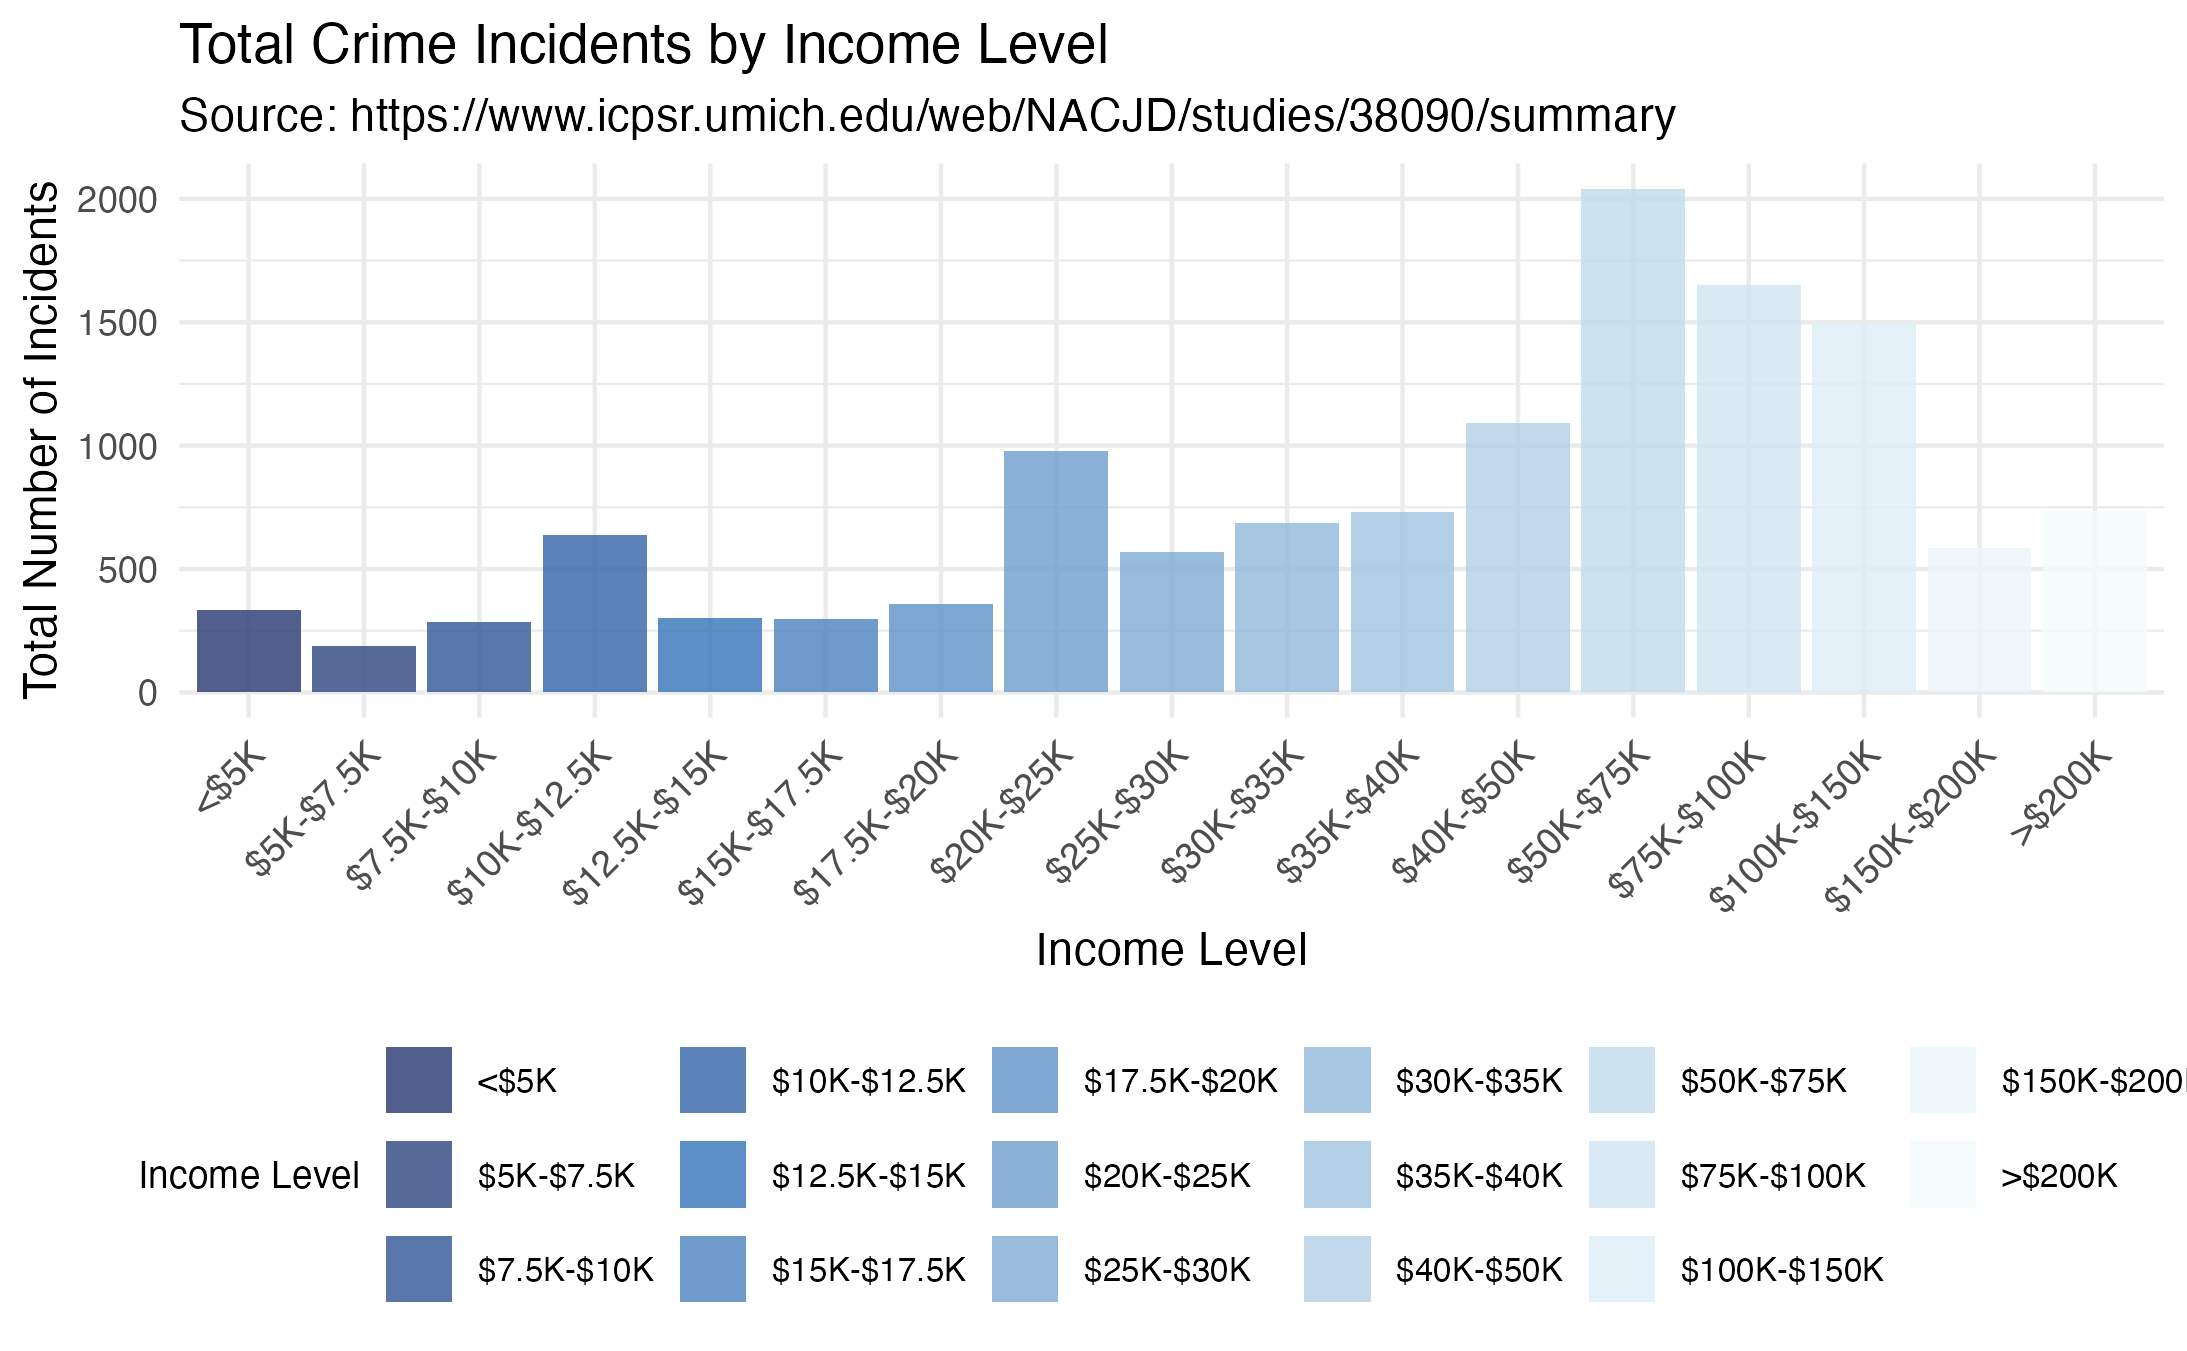 Total Crime Incidents by Income Level
Source: https://www.icpsr.umich.edu/web/NACJD/studies/38090/summary
Total Number of Incidents
2000
1500
1000
500
0
<$5K
$5K-$7.5K
$7.5K-$10K
$10K-$12.5K
$12.5K-$15K
$15K-$17.5K
$17.5K-$20K
$20K-$25K
$25K-$30K
$30K-$35K
$35K-$40K
$40K-$50K
$50K-$75K
$75K-$100K
$100K-$150K
$150K-$200K
>$200K
Income Level
Income Level
<$5K
$5K-$7.5K
$7.5K-$10K
$10K-$12.5K
$12.5K-$15K
$15K-$17.5K
$17.5K-$20K
$20K-$25K
$25K-$30K
$30K-$35K
$35K-$40K
$40K-$50K
$50K-$75K
$75K-$100K
$100K-$150K
$150K-$200
>$200K